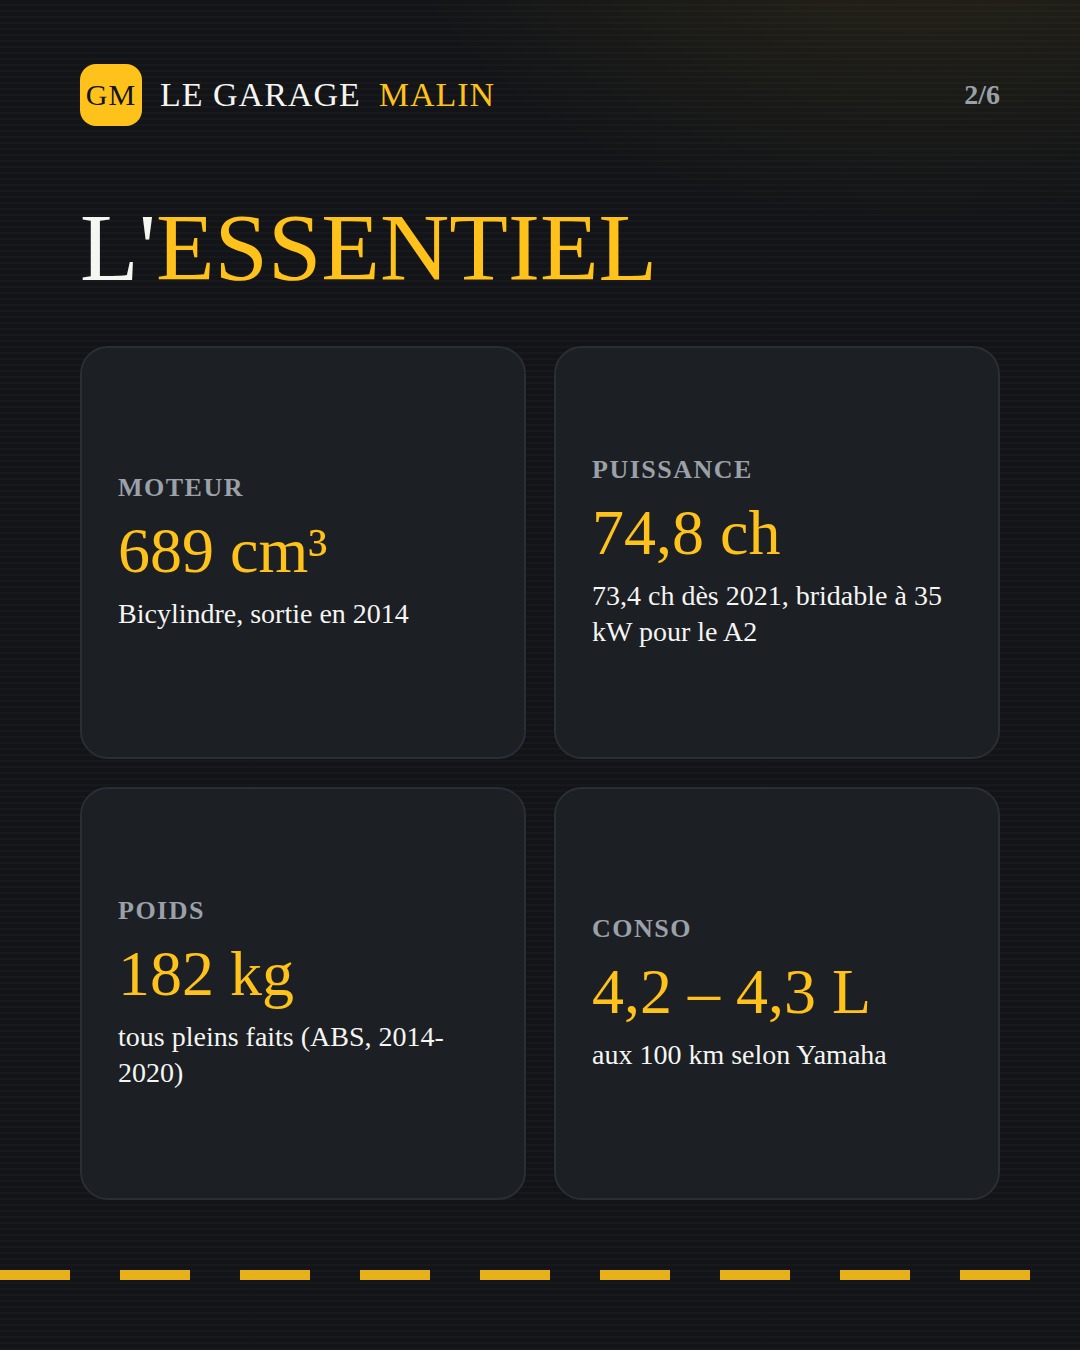 GM LE GARAGE MALIN
2/6
L'ESSENTIEL
MOTEUR
689 cm³
Bicylindre, sortie en 2014
PUISSANCE
74,8 ch
73,4 ch dès 2021, bridable à 35
kW pour le A2
POIDS
182 kg
tous pleins faits (ABS, 2014-
2020)
CONSO
4,2 – 4,3 L
aux 100 km selon Yamaha